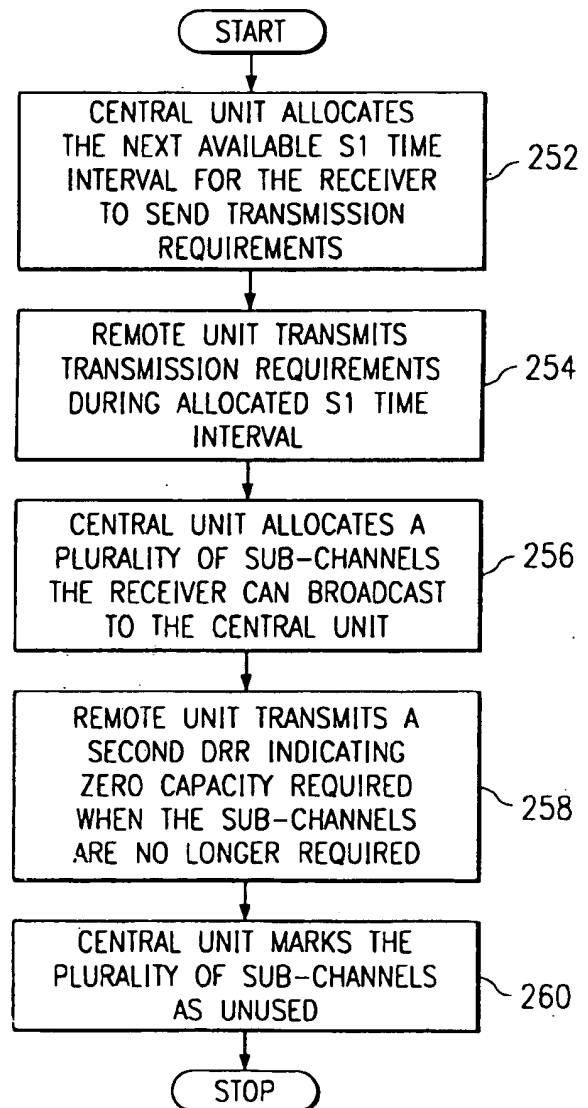 START
CENTRAL UNIT ALLOCATES
THE NEXT AVAILABLE S1 TIME
INTERVAL FOR THE RECEIVER
TO SEND TRANSMISSION
REQUIREMENTS
252
REMOTE UNIT TRANSMITS
TRANSMISSION REQUIREMENTS
DURING ALLOCATED S1 TIME
INTERVAL
254
CENTRAL UNIT ALLOCATES A
PLURALITY OF SUB-CHANNELS
THE RECEIVER CAN BROADCAST
TO THE CENTRAL UNIT
256
REMOTE UNIT TRANSMITS A
SECOND DRR INDICATING
ZERO CAPACITY REQUIRED
WHEN THE SUB-CHANNELS
ARE NO LONGER REQUIRED
258
CENTRAL UNIT MARKS THE
PLURALITY OF SUB-CHANNELS
AS UNUSED
260
STOP